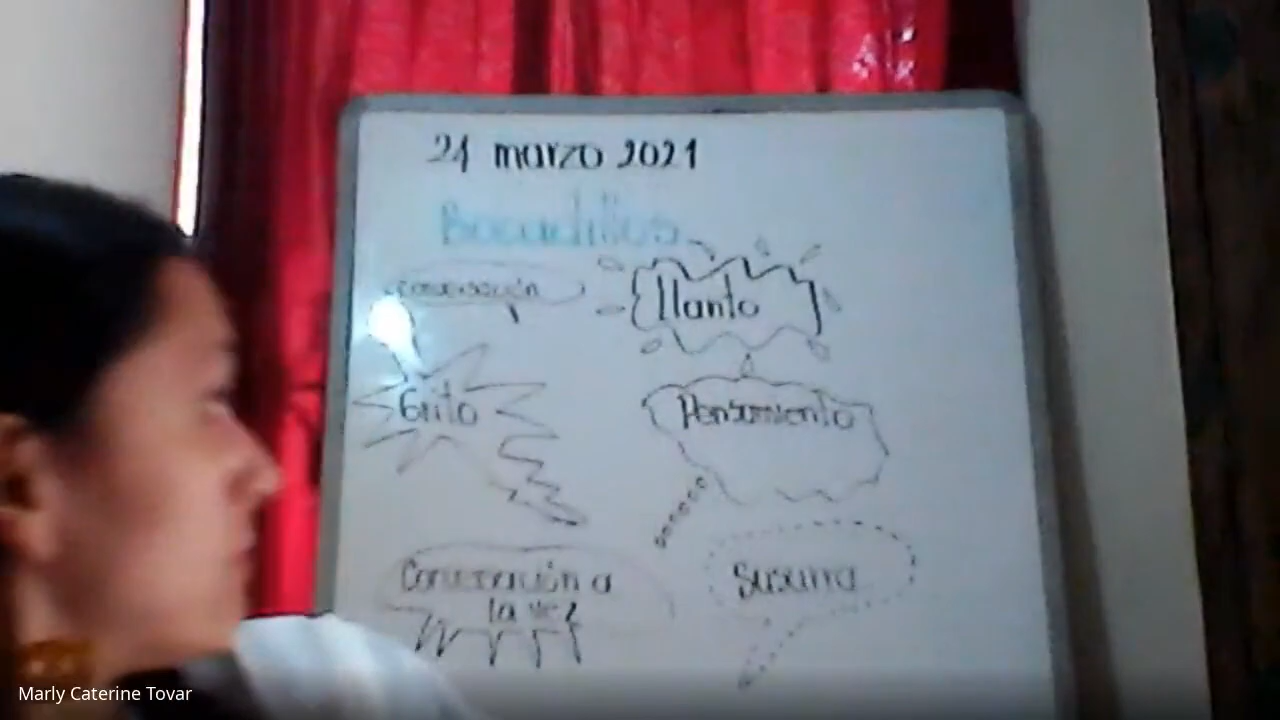 24 marzo 2021
Bocadillos
Conversación
llanto
Grito
Pensamiento
Conversación a
la vez
Susurro
Marly Caterine Tovar